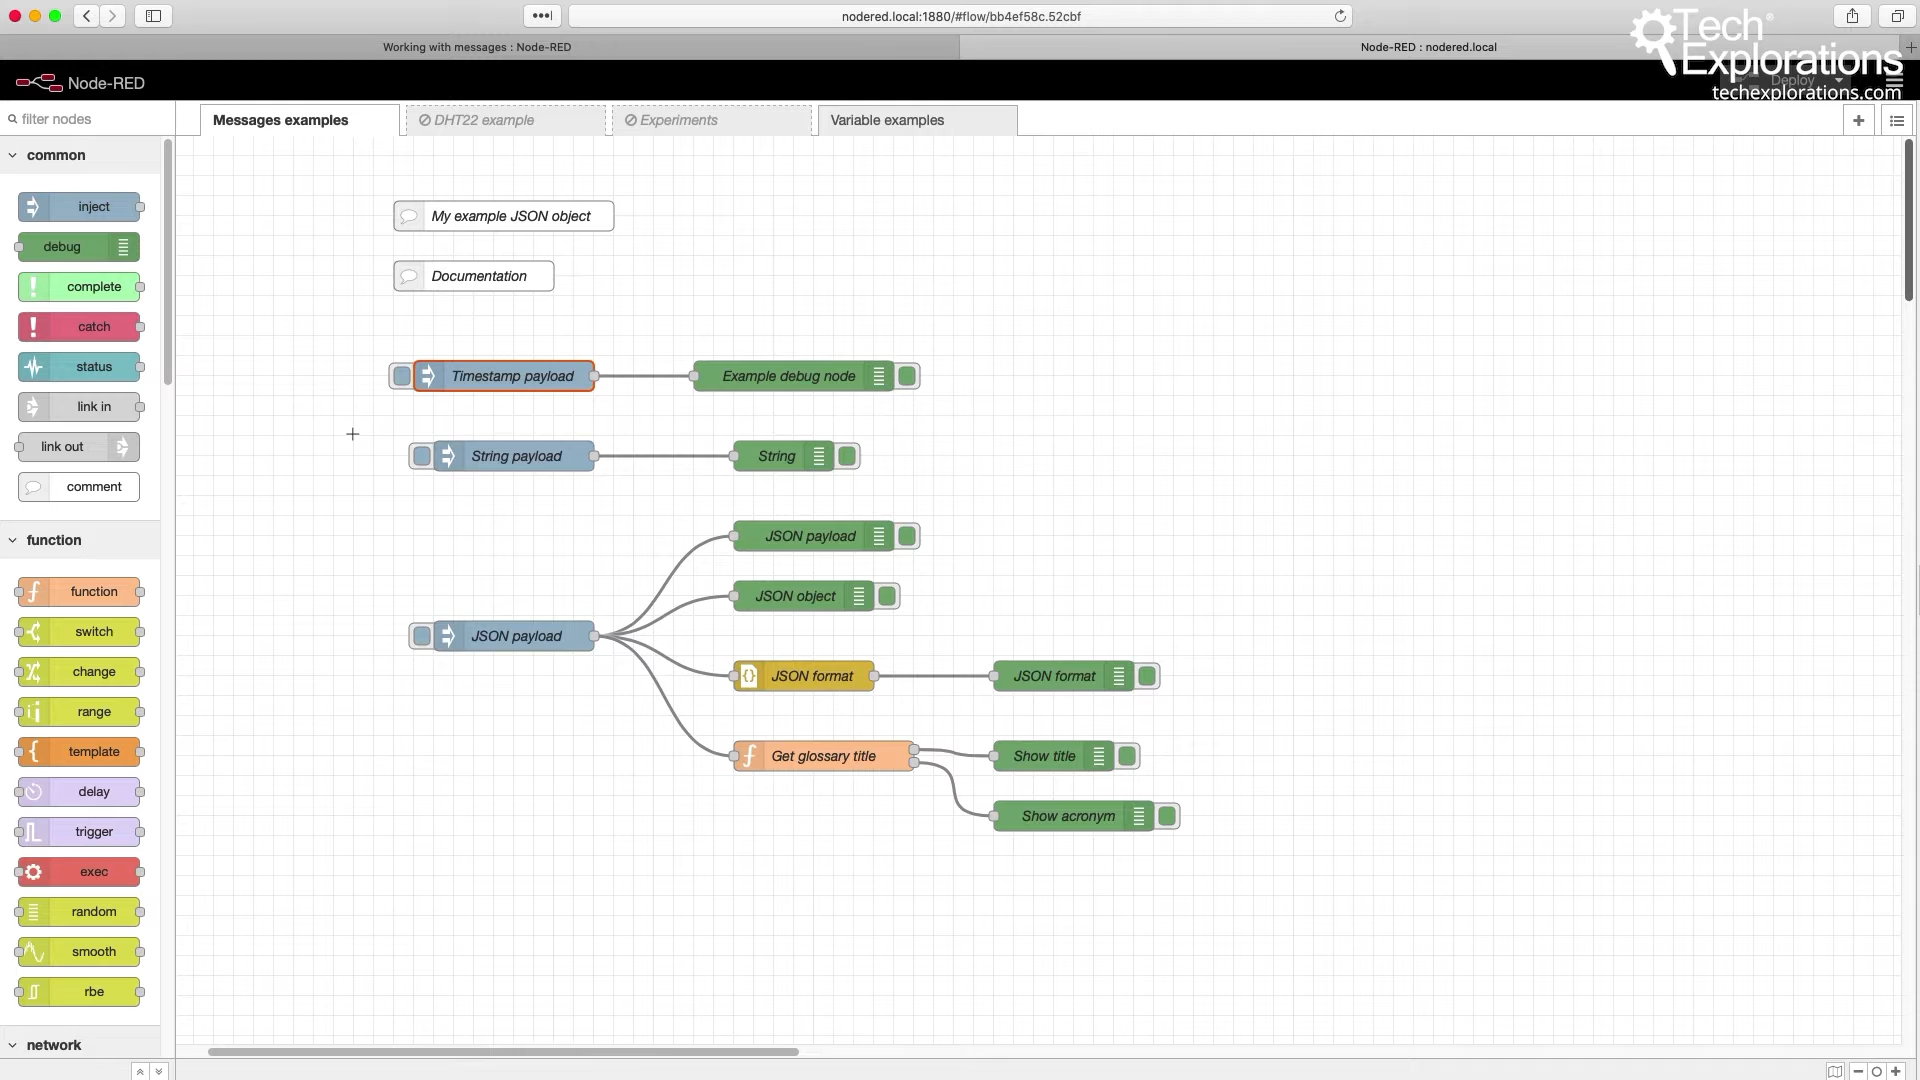 nodered.local:1880/#flow/bb4ef58c.52cbf
Working with messages : Node-RED
Node-RED : nodered.local
Tech
Explorations
techexplorations.com
Node-RED
Deploy
filter nodes
Messages examples
DHT22 example
Experiments
Variable examples
common
inject
debug
complete
catch
status
link in
link out
comment
function
function
switch
change
range
template
delay
trigger
exec
random
smooth
rbe
network
My example JSON object
Documentation
Timestamp payload
Example debug node
String payload
String
JSON payload
JSON payload
JSON object
JSON format
JSON format
Get glossary title
Show title
Show acronym